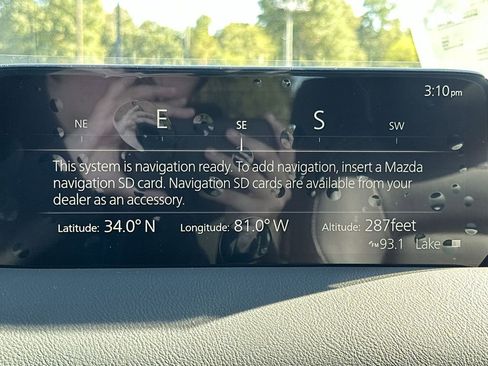 3:10pm
NE E SE S SW
This system is navigation ready. To add navigation, insert a Mazda
navigation SD card. Navigation SD cards are available from your
dealer as an accessory.
Latitude: 34.0° N Longitude: 81.0° W Altitude: 287feet
93.1 Lake